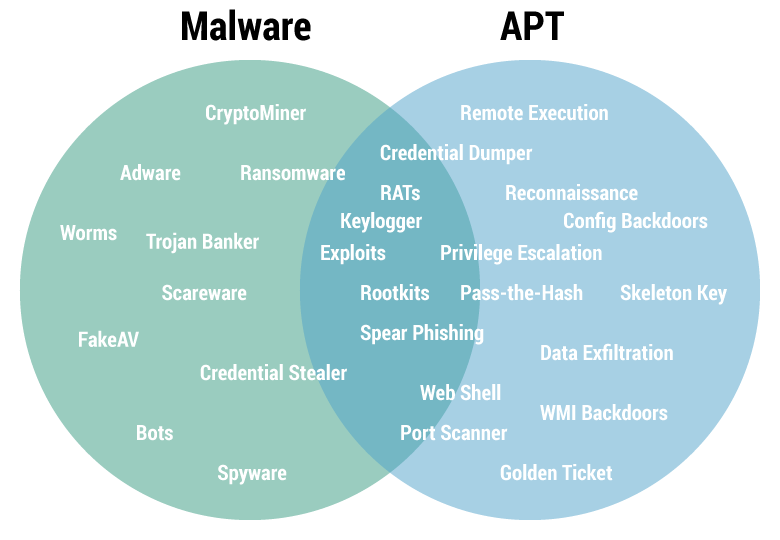 Malware
APT
CryptoMiner
Remote Execution
Credential Dumper
Adware
Ransomware
RATs
Reconnaissance
Keylogger
Config Backdoors
Worms
Trojan Banker
Exploits
Privilege Escalation
Scareware
Rootkits
Pass-the-Hash
Skeleton Key
FakeAV
Spear Phishing
Data Exfiltration
Credential Stealer
Web Shell
WMI Backdoors
Bots
Port Scanner
Spyware
Golden Ticket